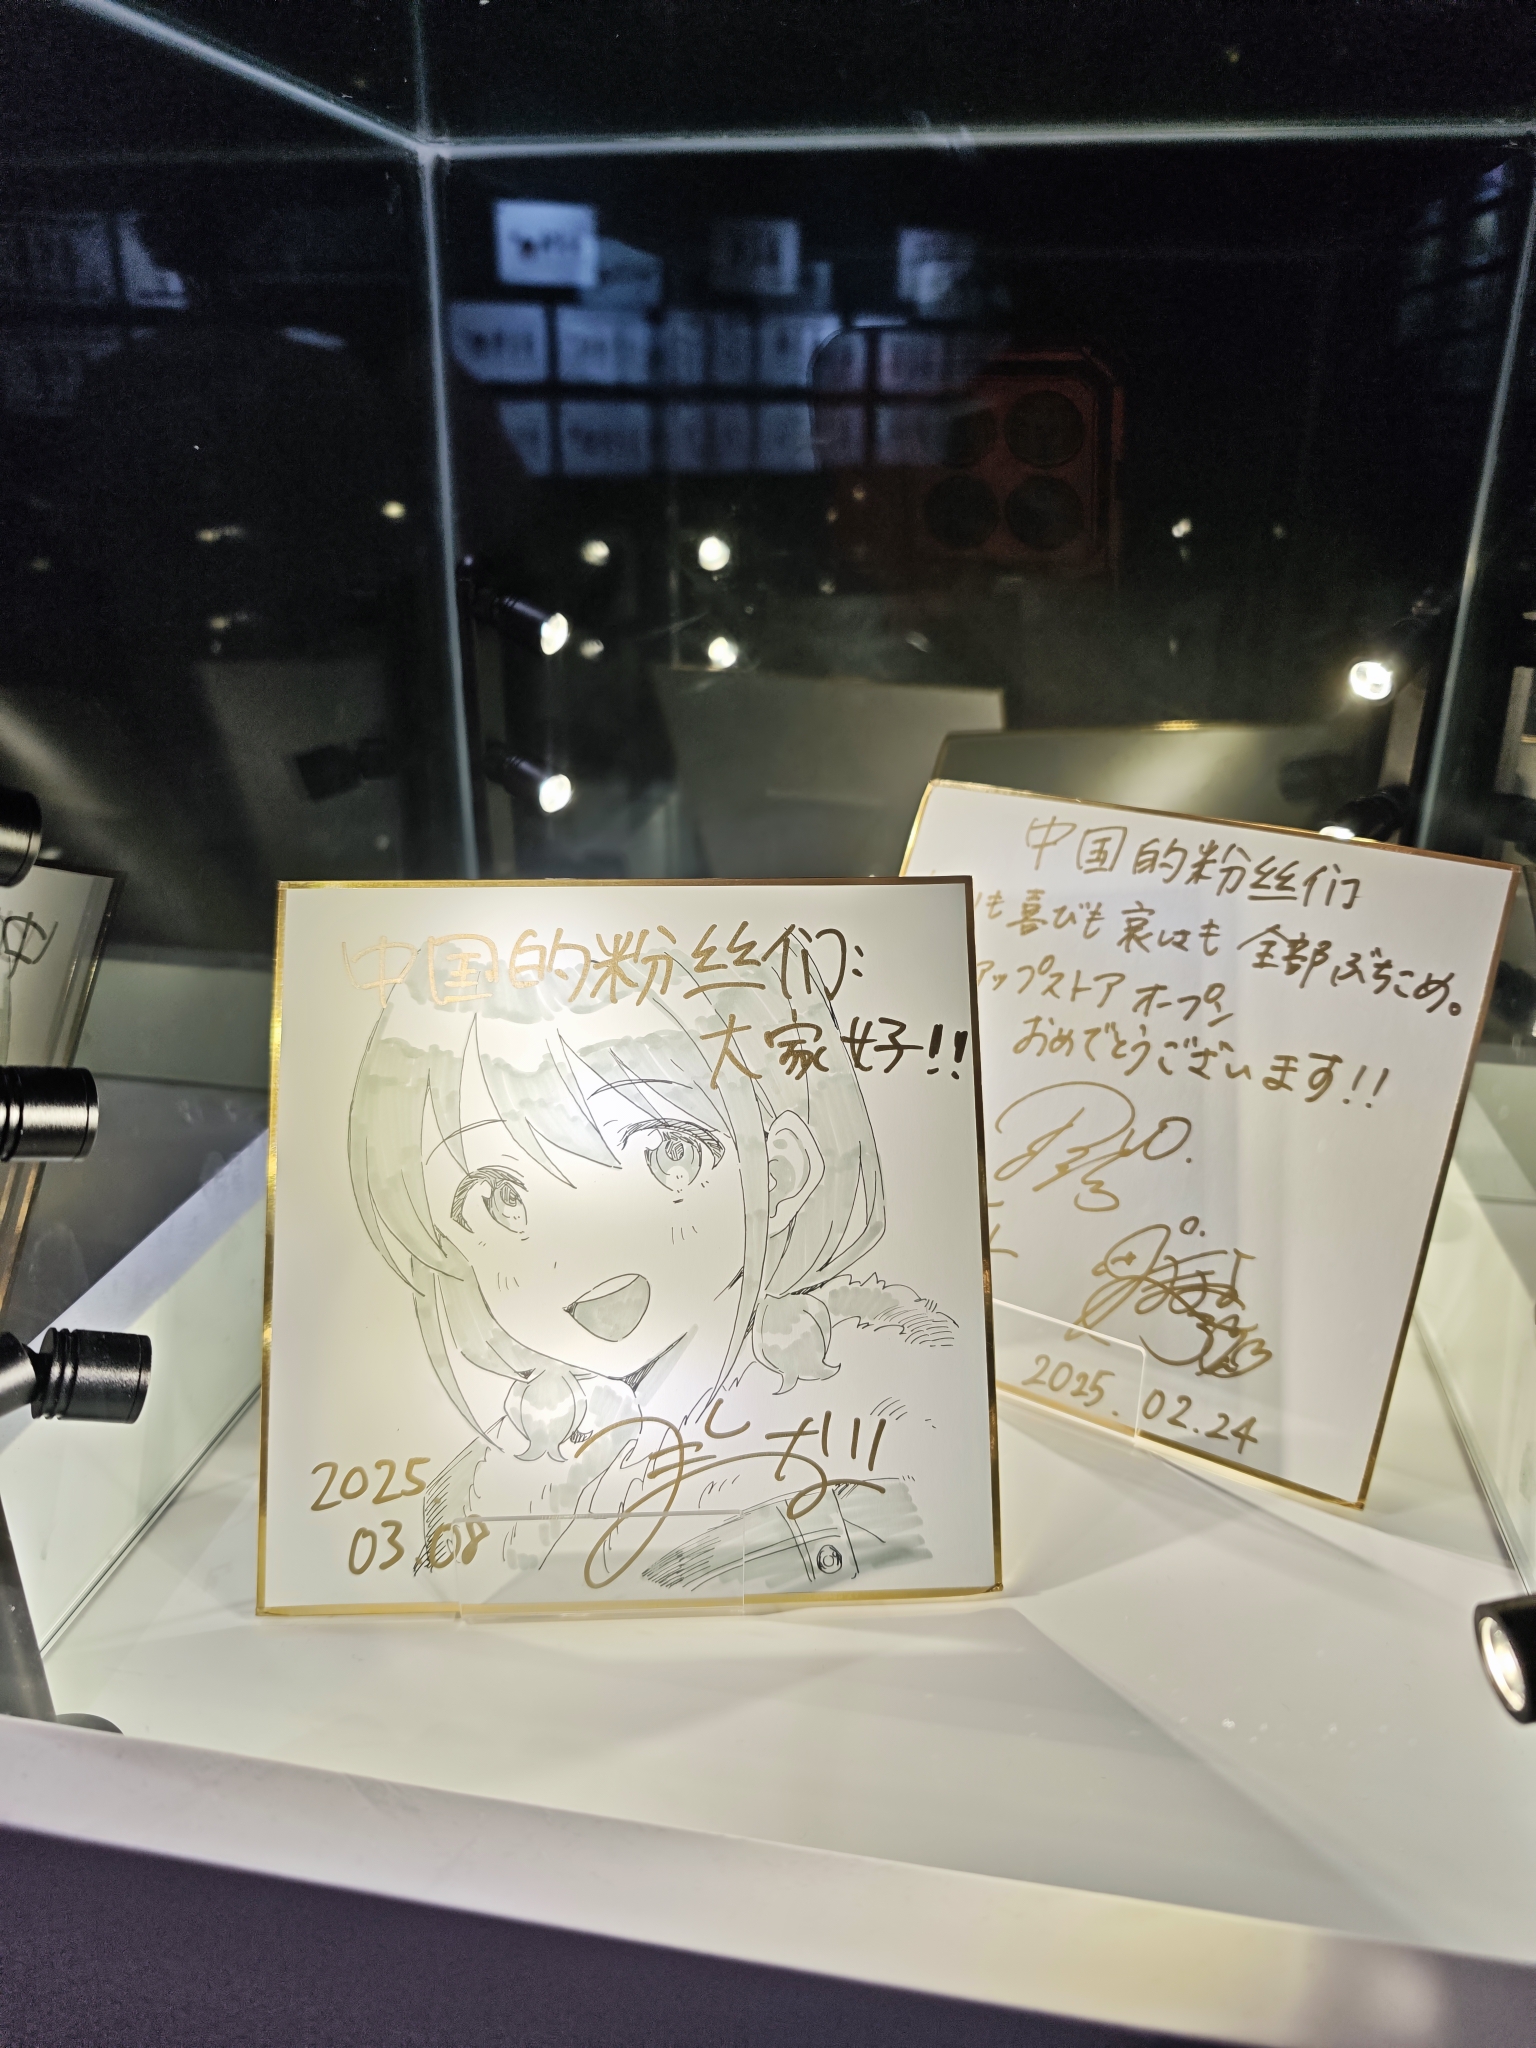 中国的粉丝们:
大家好!!
2025.
03.08
中国的粉丝们
も喜びも哀しみも全部ぶちこめ。
アップストアオープン
おめでとうございます!!
2025.02.24